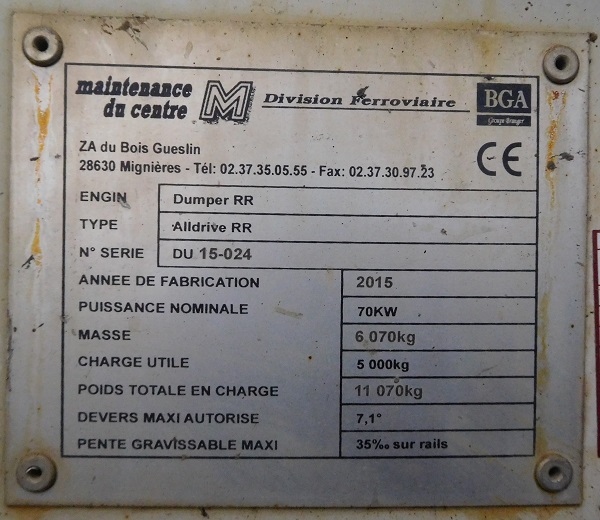 maintenance du centre M Division Ferroviaire BGA
Groupe Beranger
ZA du Bois Gueslin
28630 Mignières - Tél: 02.37.35.05.55 - Fax: 02.37.30.97.23 CE
ENGIN Dumper RR
TYPE Alldrive RR
N° SERIE DU 15-024
ANNEE DE FABRICATION 2015
PUISSANCE NOMINALE 70KW
MASSE 6 070kg
CHARGE UTILE 5 000kg
POIDS TOTALE EN CHARGE 11 070kg
DEVERS MAXI AUTORISE 7,1°
PENTE GRAVISSABLE MAXI 35‰ sur rails